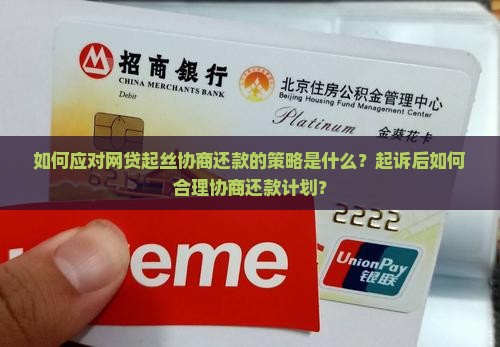 招商银行
CHINA MERCHANTS BANK
Debit
北京住房公积金管理中心
Beijing Housing Fund Management Center
Platinum
金葵花卡
如何应对网贷起丝协商还款的策略是什么？起诉后如何
合理协商还款计划？
2222
eme
UnionPay
银联